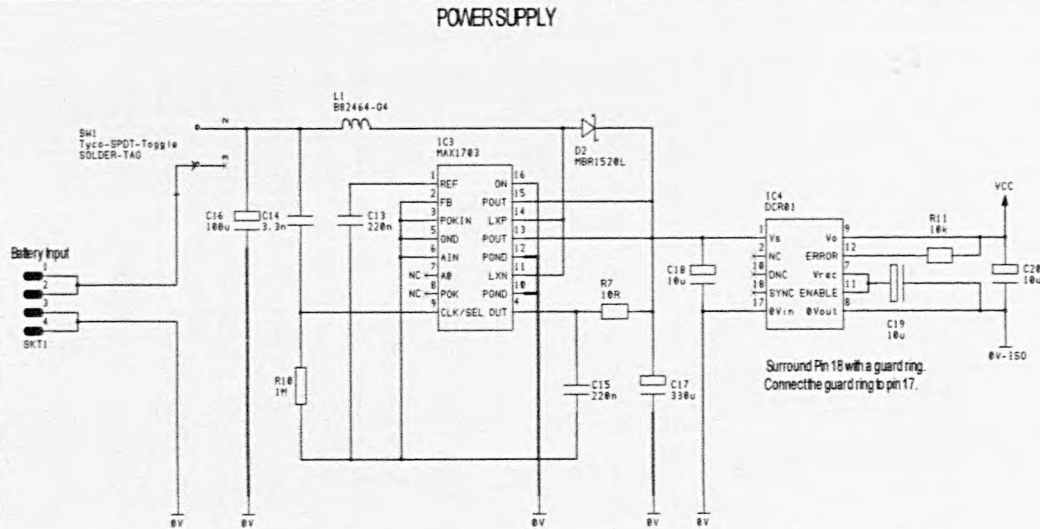 POWER SUPPLY
L1
B82464-G4
SW1
Tyco-SPDT-Toggle
SOLDER-TAG
2
3
IC3
MAX1703
D2
MBR1520L
1 REF ON 16
2 FB POUT 15
3 POKIN LXP 14
5 GND POUT 13
6 AIN PGND 12
NC 7 A0 LXN 11
NC 8 POK PGND 10
9 CLK/SEL OUT 4
C16
100u
C14
3.3n
C13
220n
Battery Input
1
2
3
4
SKT1
R10
1M
R7
10R
C15
220n
C17
330u
C18
10u
IC4
DCR01
1 Vs Vo 9
2 NC ERROR 12
10 DNC Vrec 7
18 SYNC ENABLE 11
17 0Vin 0Vout 8
R11
10k
VCC
C20
10u
C19
10u
0V-ISO
Surround Pin 18 with a guard ring.
Connect the guard ring to pin 17.
0V
0V
0V
0V
0V